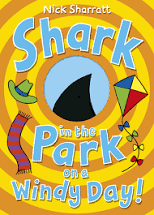 Nick Sharratt
Shark
in the
Park
on a
Windy Day!